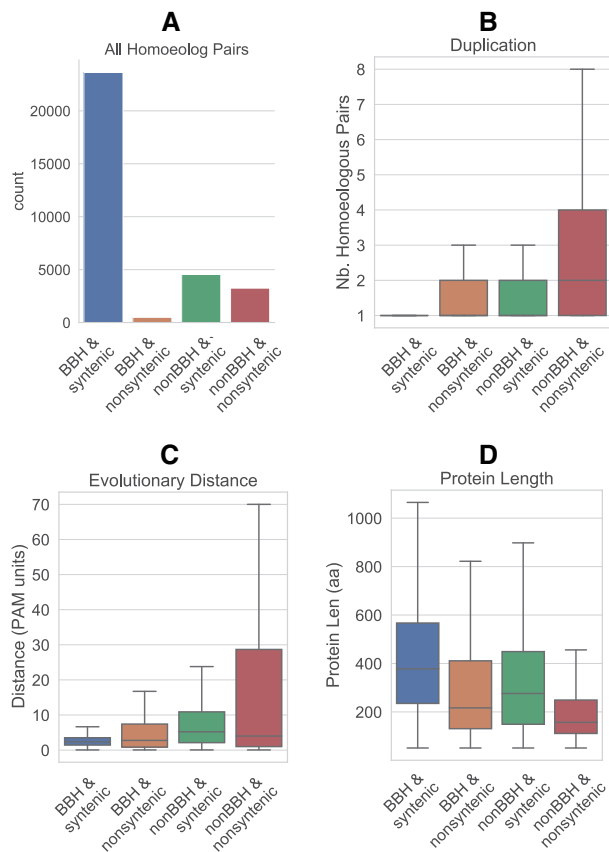 A
All Homoeolog Pairs
count
20000
15000
10000
5000
0
BBH &
syntenic
BBH &
nonsyntenic
nonBBH &
syntenic
nonBBH &
nonsyntenic
B
Duplication
Nb. Homoeologous Pairs
8
7
6
5
4
3
2
1
BBH &
syntenic
BBH &
nonsyntenic
nonBBH &
syntenic
nonBBH &
nonsyntenic
C
Evolutionary Distance
Distance (PAM units)
70
60
50
40
30
20
10
0
BBH &
syntenic
BBH &
nonsyntenic
nonBBH &
syntenic
nonBBH &
nonsyntenic
D
Protein Length
Protein Len (aa)
1000
800
600
400
200
BBH &
syntenic
BBH &
nonsyntenic
nonBBH &
syntenic
nonBBH &
nonsyntenic